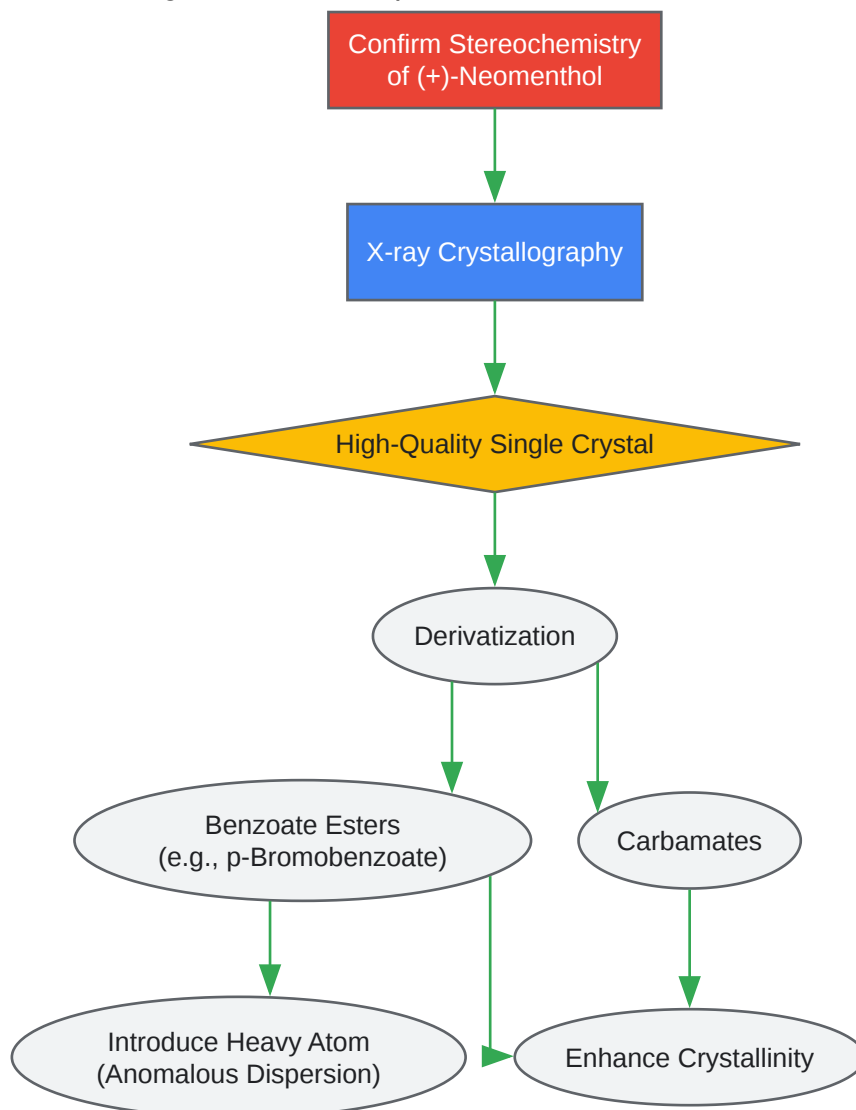 Confirm Stereochemistry
of (+)-Neomenthol
X-ray Crystallography
High-Quality Single Crystal
Derivatization
Benzoate Esters
(e.g., p-Bromobenzoate)
Carbamates
Introduce Heavy Atom
(Anomalous Dispersion)
Enhance Crystallinity